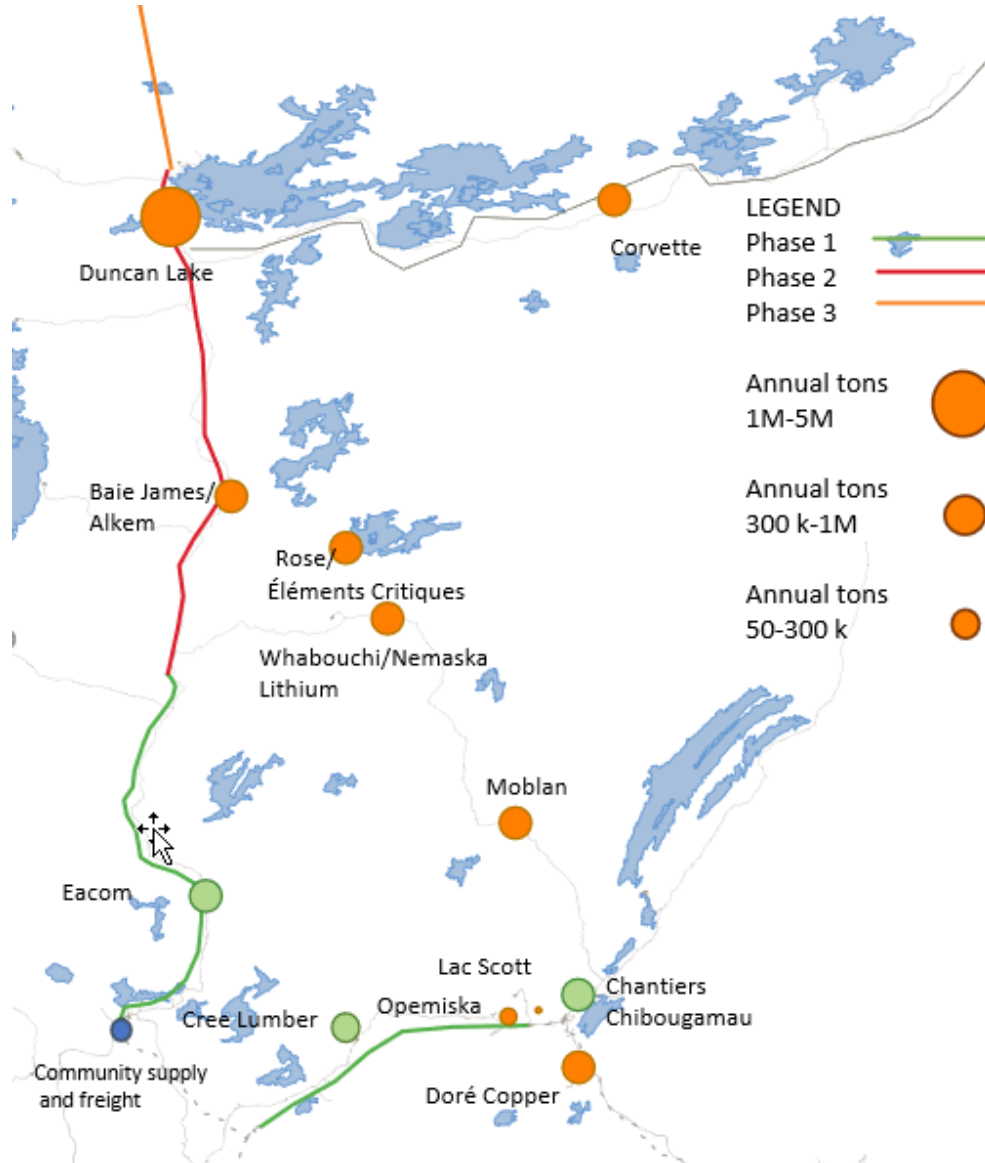 Duncan Lake
Corvette
LEGEND
Phase 1
Phase 2
Phase 3
Annual tons
1M-5M
Annual tons
300 k-1M
Annual tons
50-300 k
Baie James/
Alkem
Rose/
Éléments Critiques
Whabouchi/Nemaska
Lithium
Moblan
Eacom
Lac Scott
Opemiska
Cree Lumber
Chantiers
Chibougamau
Community supply
and freight
Doré Copper